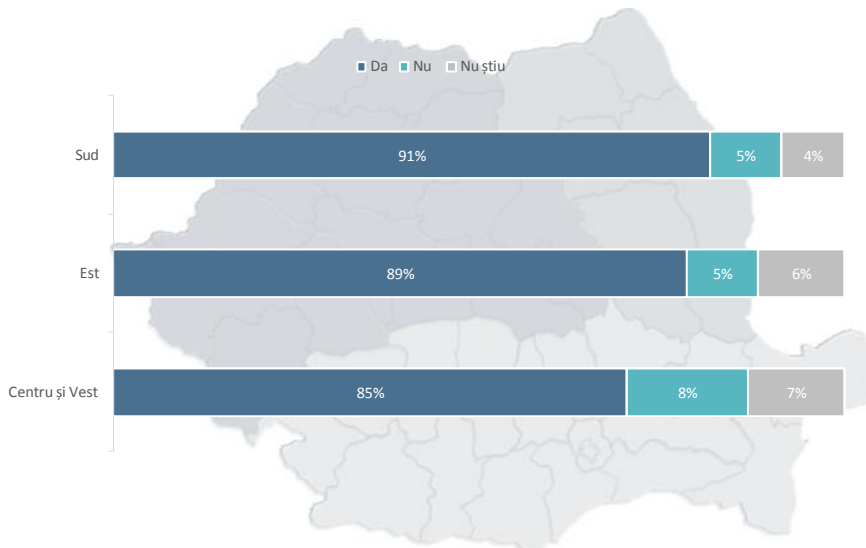 Da Nu Nu știu
Sud 91% 5% 4%
Est 89% 5% 6%
Centru și Vest 85% 8% 7%